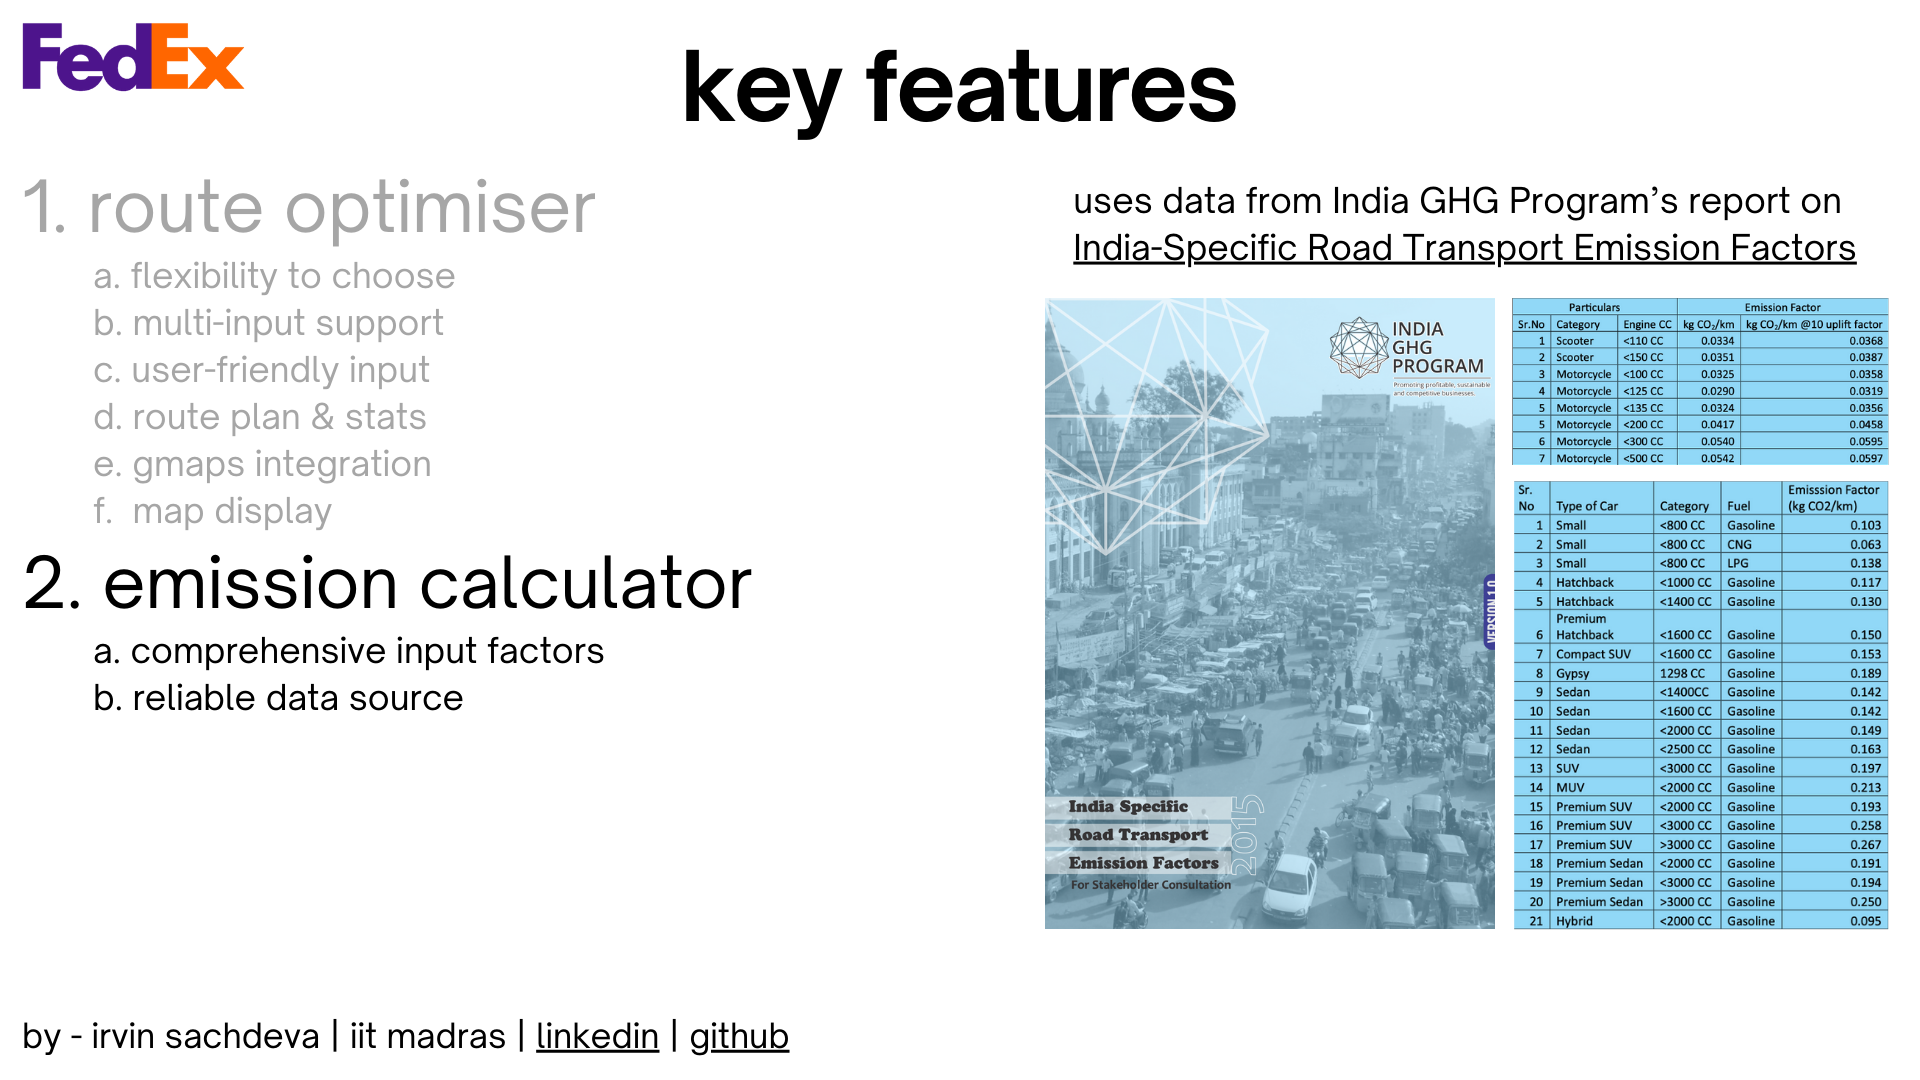 FedEx
key features
1. route optimiser
a. flexibility to choose
b. multi-input support
c. user-friendly input
d. route plan & stats
e. gmaps integration
f. map display
2. emission calculator
a. comprehensive input factors
b. reliable data source
uses data from India GHG Program’s report on
India-Specific Road Transport Emission Factors
INDIA
GHG
PROGRAM
Promoting profitable, sustainable
and competitive businesses.
VERSION 1.0
2015
India Specific
Road Transport
Emission Factors
For Stakeholder Consultation
Particulars Emission Factor
Sr.No Category Engine CC kg CO₂/km kg CO₂/km @10 uplift factor
1 Scooter <110 CC 0.0334 0.0368
2 Scooter <150 CC 0.0351 0.0387
3 Motorcycle <100 CC 0.0325 0.0358
4 Motorcycle <125 CC 0.0290 0.0319
5 Motorcycle <135 CC 0.0324 0.0356
5 Motorcycle <200 CC 0.0417 0.0458
6 Motorcycle <300 CC 0.0540 0.0595
7 Motorcycle <500 CC 0.0542 0.0597
Sr. Emisssion Factor
No Type of Car Category Fuel (kg CO2/km)
1 Small <800 CC Gasoline 0.103
2 Small <800 CC CNG 0.063
3 Small <800 CC LPG 0.138
4 Hatchback <1000 CC Gasoline 0.117
5 Hatchback <1400 CC Gasoline 0.130
Premium
6 Hatchback <1600 CC Gasoline 0.150
7 Compact SUV <1600 CC Gasoline 0.153
8 Gypsy 1298 CC Gasoline 0.189
9 Sedan <1400CC Gasoline 0.142
10 Sedan <1600 CC Gasoline 0.142
11 Sedan <2000 CC Gasoline 0.149
12 Sedan <2500 CC Gasoline 0.163
13 SUV <3000 CC Gasoline 0.197
14 MUV <2000 CC Gasoline 0.213
15 Premium SUV <2000 CC Gasoline 0.193
16 Premium SUV <3000 CC Gasoline 0.258
17 Premium SUV >3000 CC Gasoline 0.267
18 Premium Sedan <2000 CC Gasoline 0.191
19 Premium Sedan <3000 CC Gasoline 0.194
20 Premium Sedan >3000 CC Gasoline 0.250
21 Hybrid <2000 CC Gasoline 0.095
by - irvin sachdeva | iit madras | linkedin | github